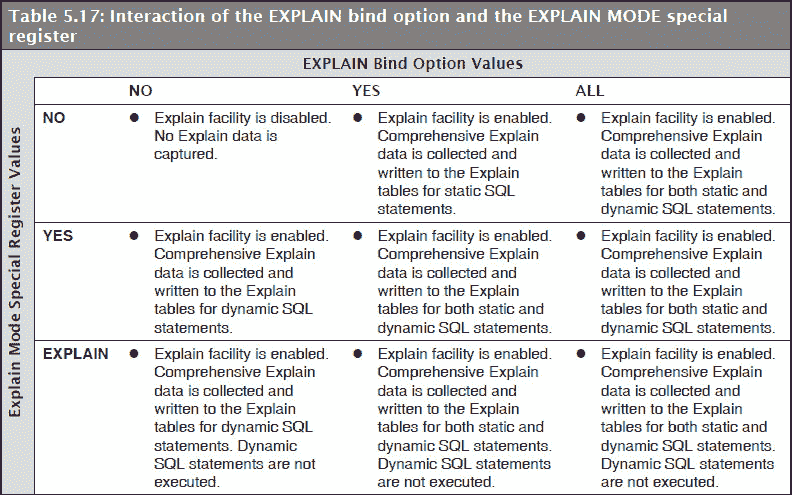 Table 5.17: Interaction of the EXPLAIN bind option and the EXPLAIN MODE special
register
EXPLAIN Bind Option Values
NO YES ALL
Explain Mode Special Register Values
NO
● Explain facility is disabled.
No Explain data is
captured.
● Explain facility is enabled.
Comprehensive Explain
data is collected and
written to the Explain
tables for static SQL
statements.
● Explain facility is enabled.
Comprehensive Explain
data is collected and
written to the Explain
tables for both static and
dynamic SQL statements.
YES
● Explain facility is enabled.
Comprehensive Explain
data is collected and
written to the Explain
tables for dynamic SQL
statements.
● Explain facility is enabled.
Comprehensive Explain
data is collected and
written to the Explain
tables for both static and
dynamic SQL statements.
● Explain facility is enabled.
Comprehensive Explain
data is collected and
written to the Explain
tables for both static and
dynamic SQL statements.
EXPLAIN
● Explain facility is enabled.
Comprehensive Explain
data is collected and
written to the Explain
tables for dynamic SQL
statements. Dynamic
SQL statements are not
executed.
● Explain facility is enabled.
Comprehensive Explain
data is collected and
written to the Explain
tables for both static and
dynamic SQL statements.
Dynamic SQL statements
are not executed.
● Explain facility is enabled.
Comprehensive Explain
data is collected and
written to the Explain
tables for both static and
dynamic SQL statements.
Dynamic SQL statements
are not executed.